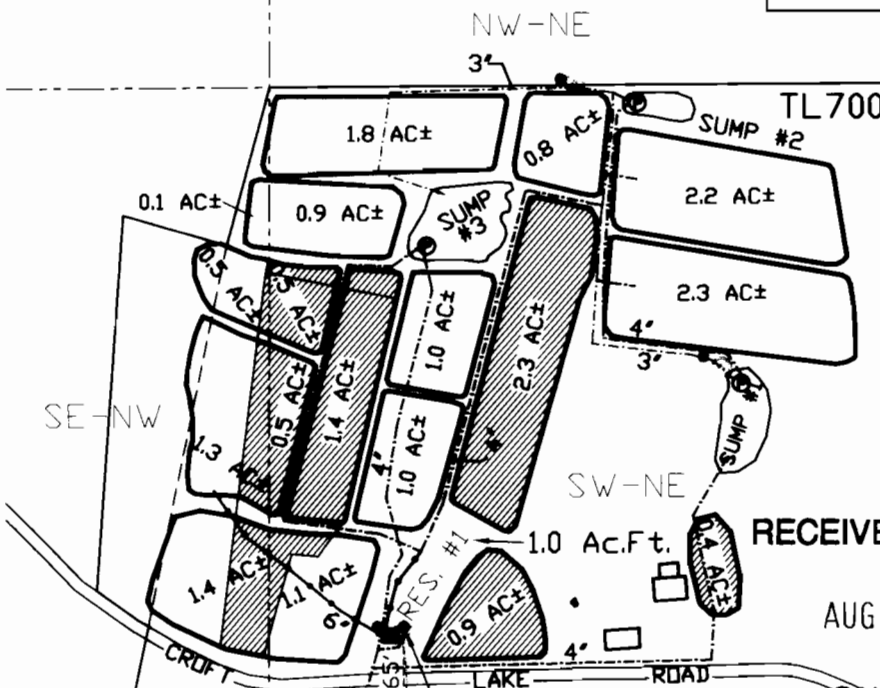 NW-NE
3"
TL700
1.8 AC±
0.8 AC±
SUMP #2
2.2 AC±
0.1 AC±
0.9 AC±
SUMP #3
0.5 AC±
0.5 AC±
2.3 AC±
1.0 AC±
2.3 AC±
4"
3"
SUMP
SE-NW
0.5 AC±
1.4 AC±
1.3 AC±
4"
1.0 AC±
SW-NE
RES. #1
1.0 Ac.Ft.
0.4 AC±
RECEIVE
AUG
1.4 AC±
1.1 AC±
6"
0.9 AC±
4"
65'
CROFT LAKE ROAD